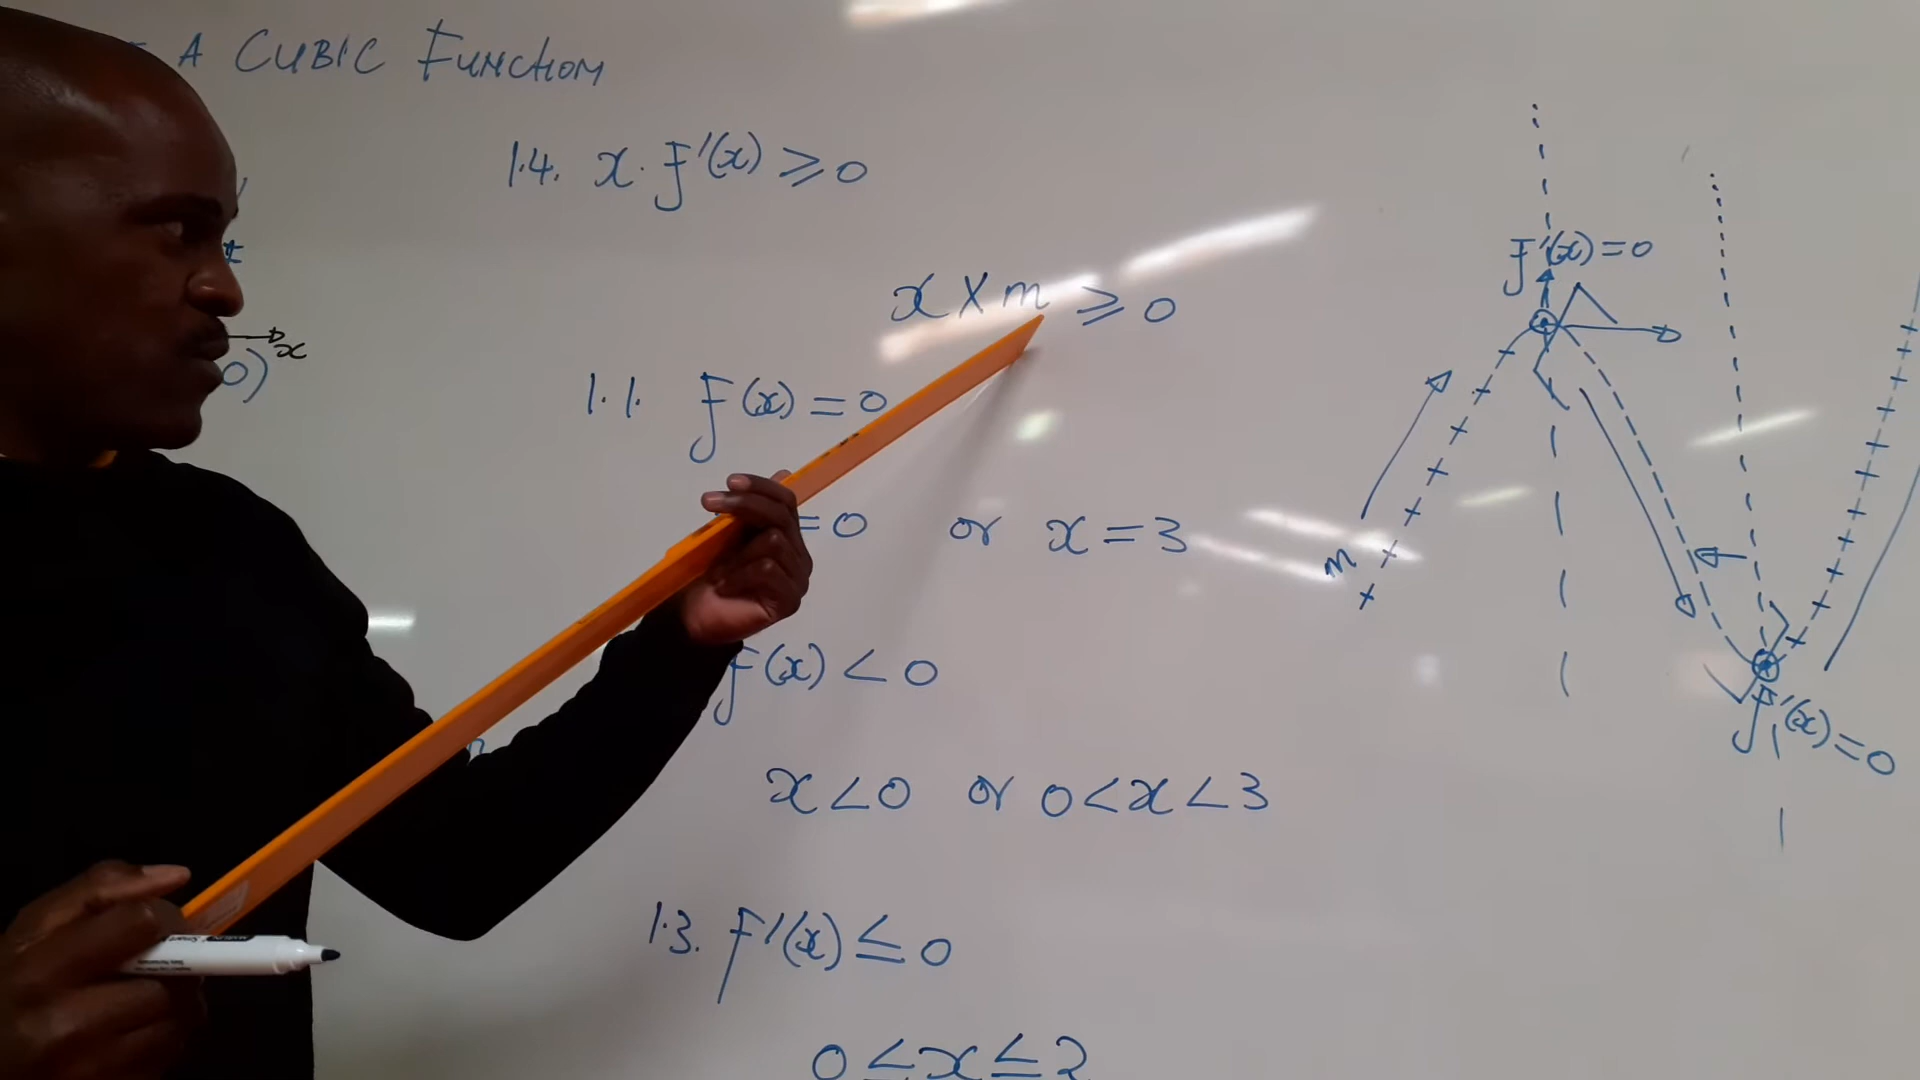 A CUBIC FUNCTION
1.4. x · f'(x) ⩾ 0
x × m ⩾ 0
1.1. f(x) = 0
= 0 or x = 3
f(x) < 0
x < 0 or 0 < x < 3
1.3. f'(x) ≤ 0
0 ≤ x ≤ 2
x
0)
f'(x) = 0
m
f'(x) = 0